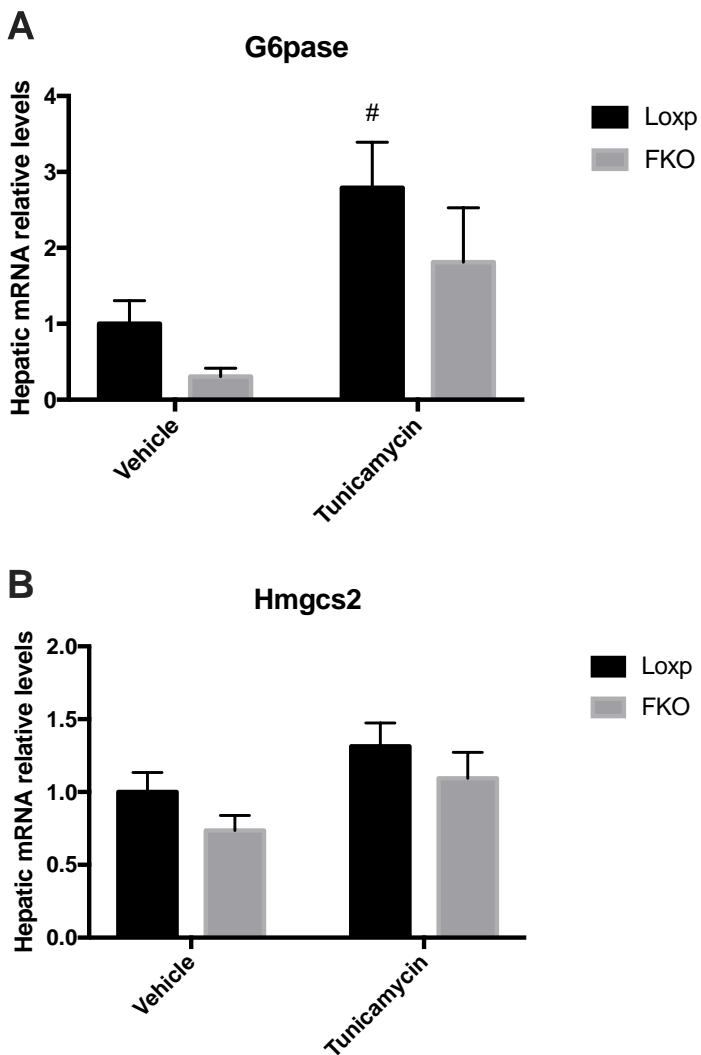 A
G6pase
Hepatic mRNA relative levels
4
3
2
1
0
#
Loxp
FKO
Vehicle
Tunicamycin
B
Hmgcs2
Hepatic mRNA relative levels
2.0
1.5
1.0
0.5
0.0
Loxp
FKO
Vehicle
Tunicamycin